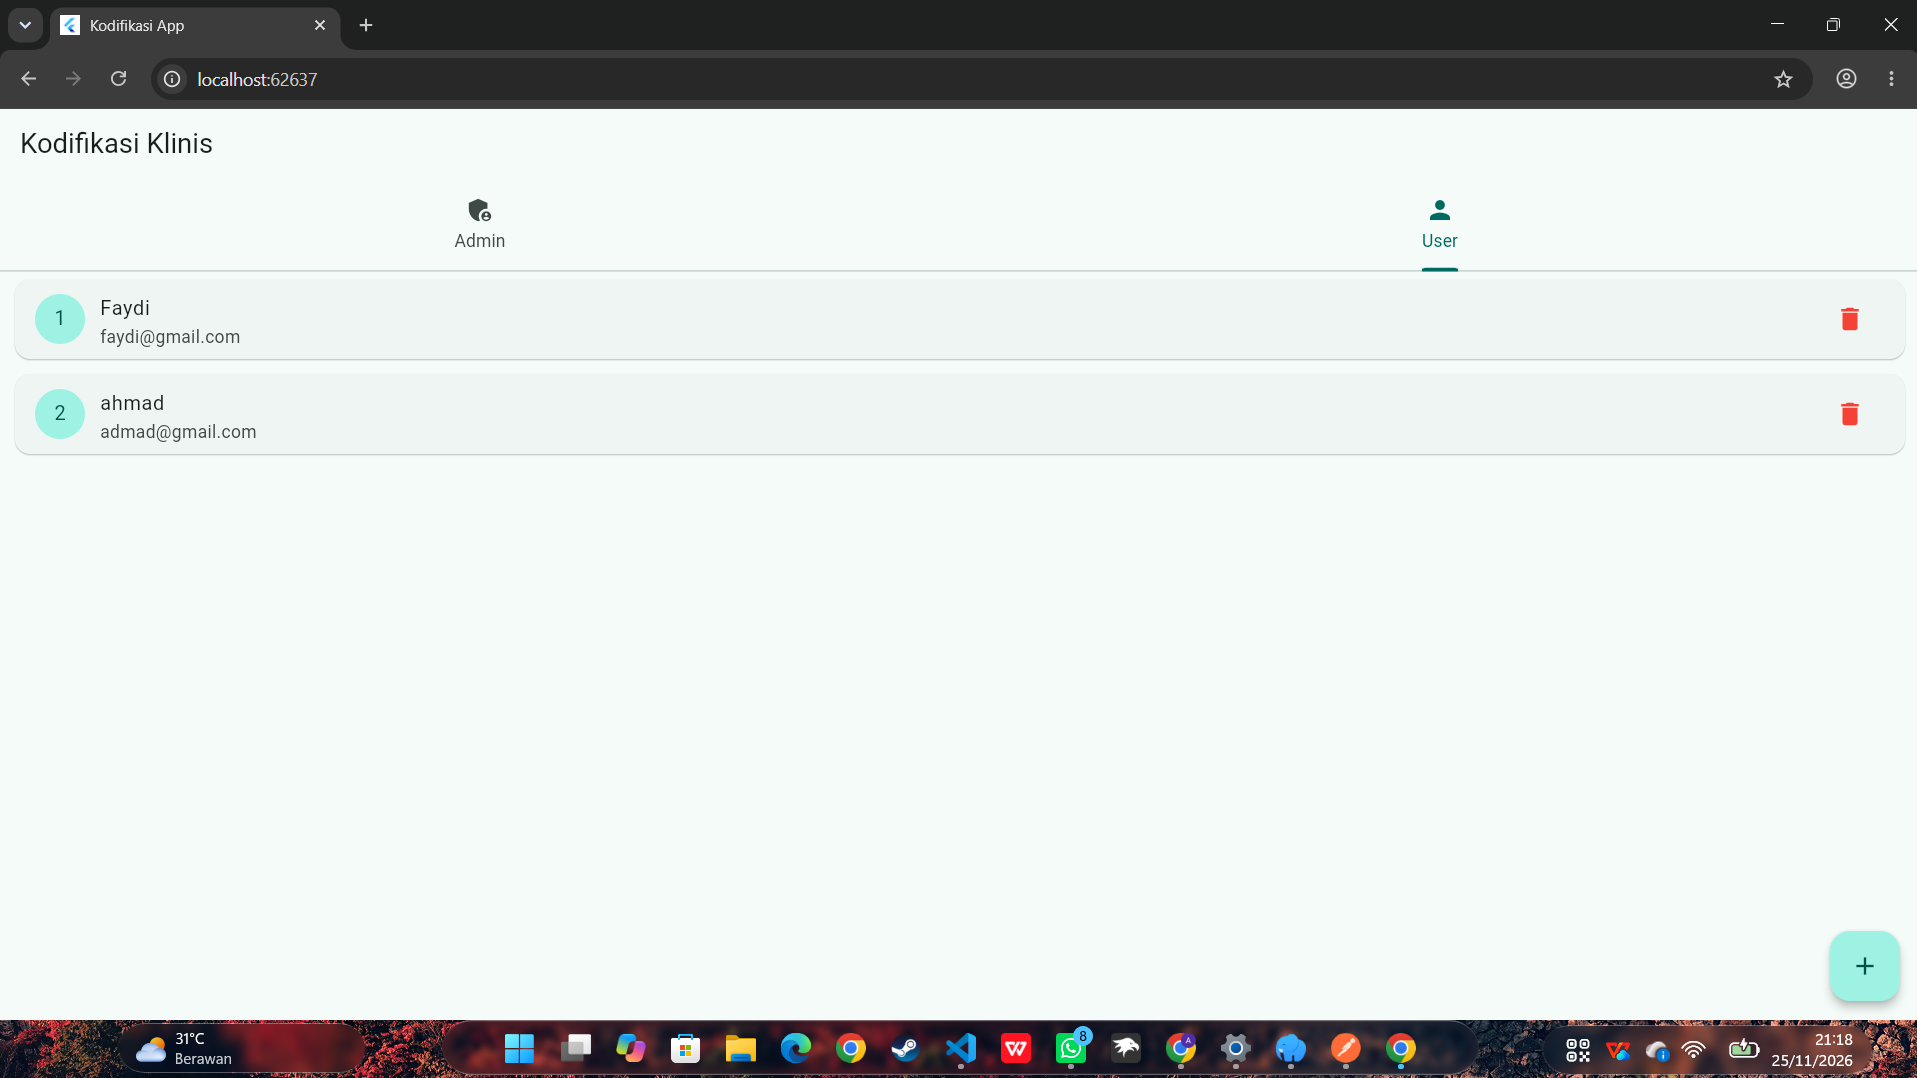 Kodifikasi App
localhost:62637
Kodifikasi Klinis
Admin
User
1
Faydi
faydi@gmail.com
2
ahmad
admad@gmail.com
31°C
Berawan
8
A
21:18
25/11/2026